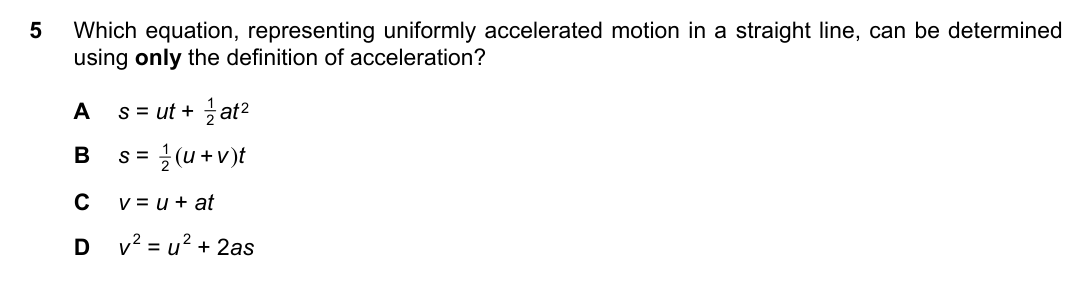 5 Which equation, representing uniformly accelerated motion in a straight line, can be determined
using only the definition of acceleration?
A s = ut + ½at²
B s = ½(u + v)t
C v = u + at
D v² = u² + 2as